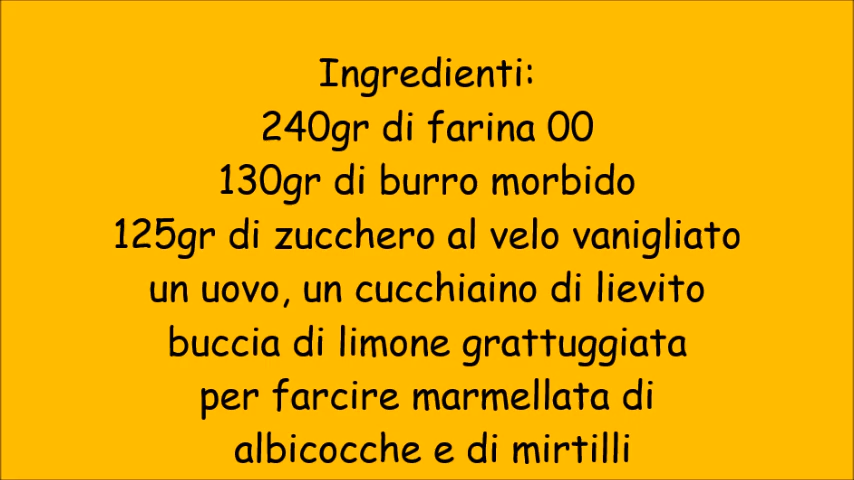 Ingredienti:
240gr di farina 00
130gr di burro morbido
125gr di zucchero al velo vanigliato
un uovo, un cucchiaino di lievito
buccia di limone grattuggiata
per farcire marmellata di
albicocche e di mirtilli